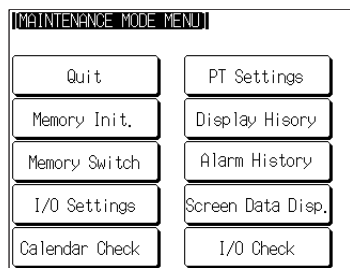 MAINTENANCE MODE MENU
Quit
PT Settings
Memory Init.
Display Hisory
Memory Switch
Alarm History
I/O Settings
Screen Data Disp.
Calendar Check
I/O Check